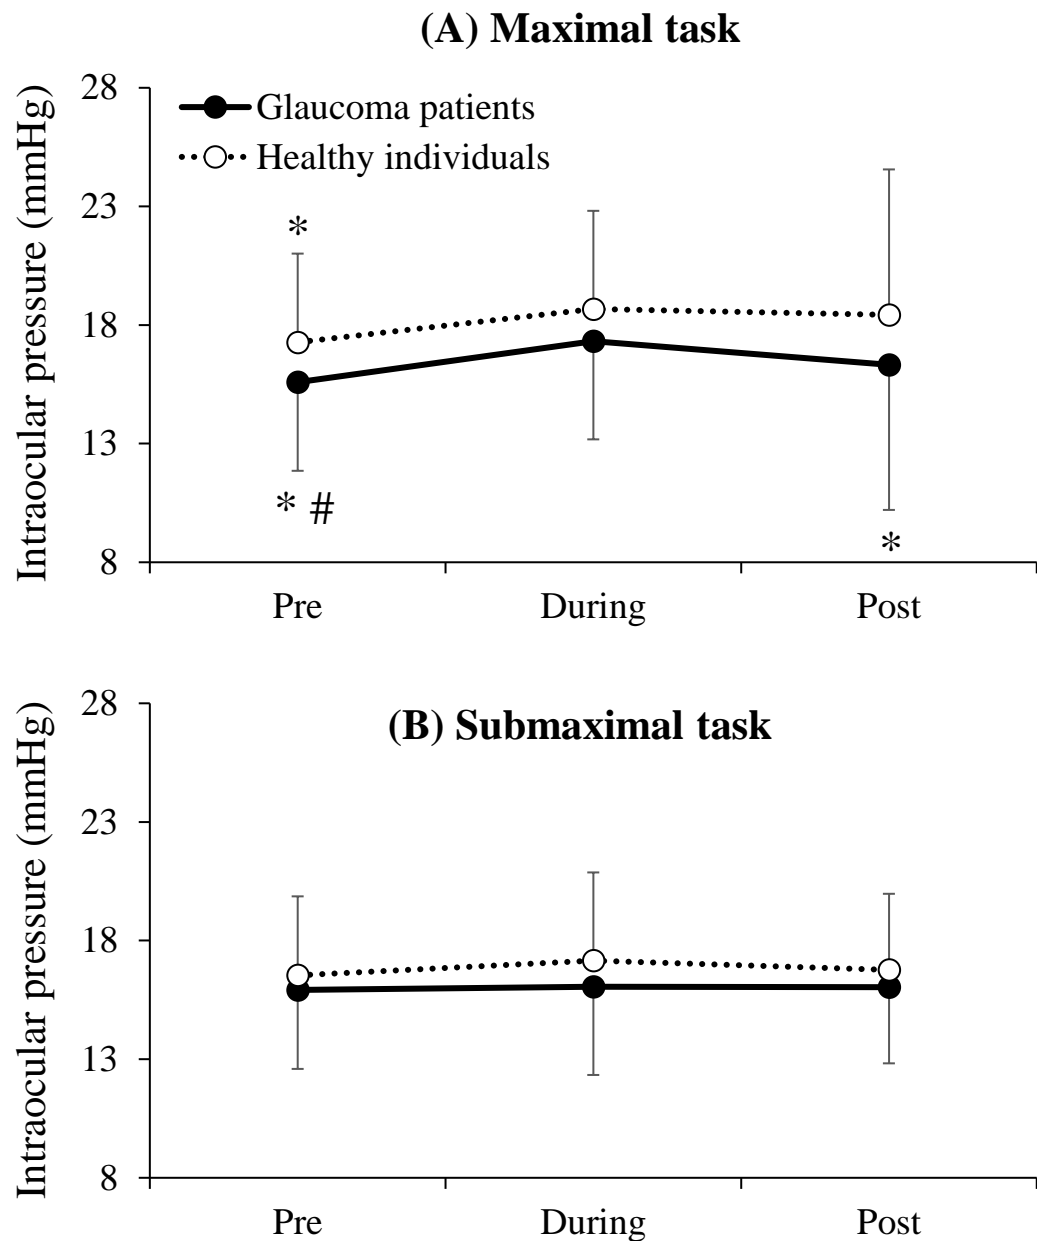 (A) Maximal task
Intraocular pressure (mmHg)
28
23
18
13
8
Glaucoma patients
Healthy individuals
*
* #
*
Pre During Post
(B) Submaximal task
Intraocular pressure (mmHg)
28
23
18
13
8
Pre During Post